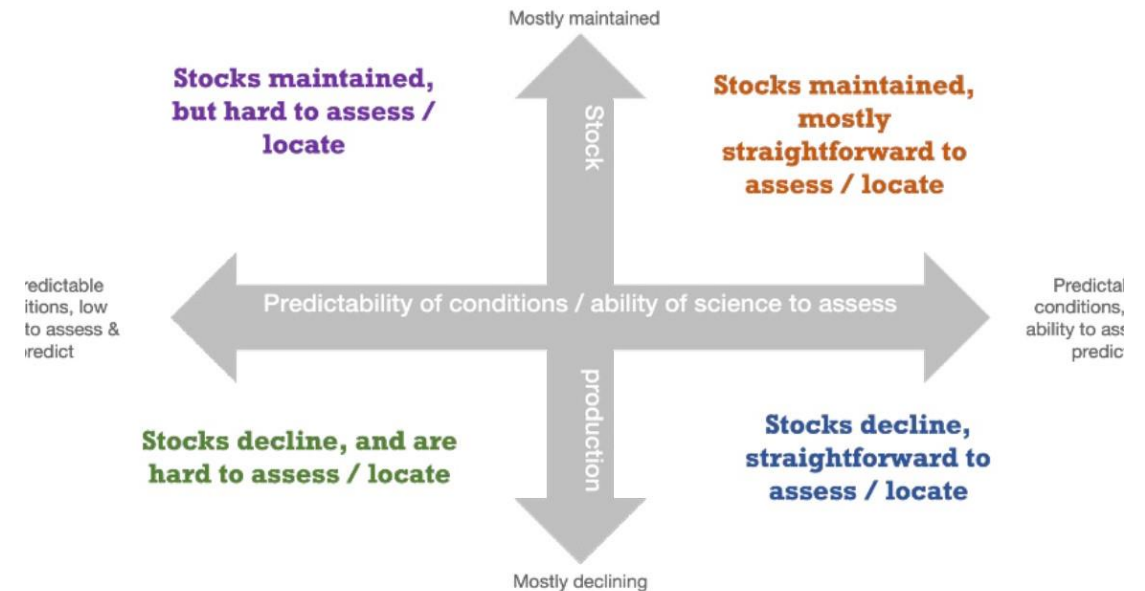 Mostly maintained
Stocks maintained,
but hard to assess /
locate
Stocks maintained,
mostly
straightforward to
assess / locate
Stock
Predictability of conditions / ability of science to assess
low
to assess &
conditions,
ability to
production
Stocks decline, and are
hard to assess / locate
Stocks decline,
straightforward to
assess / locate
Mostly declining